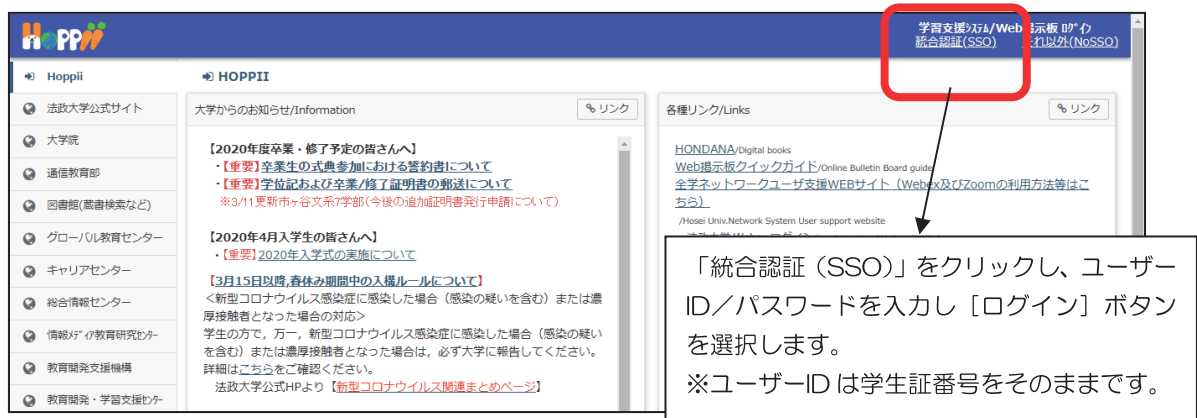 Hoppii
学習支援システム/Web掲示板 ログイン
統合認証(SSO) それ以外(NoSSO)
Hoppii
法政大学公式サイト
大学院
通信教育部
図書館(蔵書検索など)
グローバル教育センター
キャリアセンター
総合情報センター
情報メディア教育研究センター
教育開発支援機構
教育開発・学習支援センター
HOPPII
大学からのお知らせ/Information リンク
【2020年度卒業・修了予定の皆さんへ】
・【重要】卒業生の式典参加における誓約書について
・【重要】学位記および卒業/修了証明書の郵送について
※3/11更新市ヶ谷文系7学部(今後の追加証明書発行申請について)
【2020年4月入学生の皆さんへ】
・【重要】2020年入学式の実施について
【3月15日以降,春休み期間中の入構ルールについて】
<新型コロナウイルス感染症に感染した場合（感染の疑いを含む）または濃
厚接触者となった場合の対応>
学生の方で，万一，新型コロナウイルス感染症に感染した場合（感染の疑い
を含む）または濃厚接触者となった場合は，必ず大学に報告してください。
詳細はこちらをご確認ください。
法政大学公式HPより【新型コロナウイルス関連まとめページ】
各種リンク/Links リンク
HONDANA/Digital books
Web掲示板クイックガイド/Online Bulletin Board guide
全学ネットワークユーザ支援WEBサイト（Webex及びZoomの利用方法等はこ
ちら）
/Hosei Univ.Network System User support website
「統合認証（SSO）」をクリックし、ユーザー
ID／パスワードを入力し［ログイン］ボタン
を選択します。
※ユーザーID は学生証番号をそのままです。